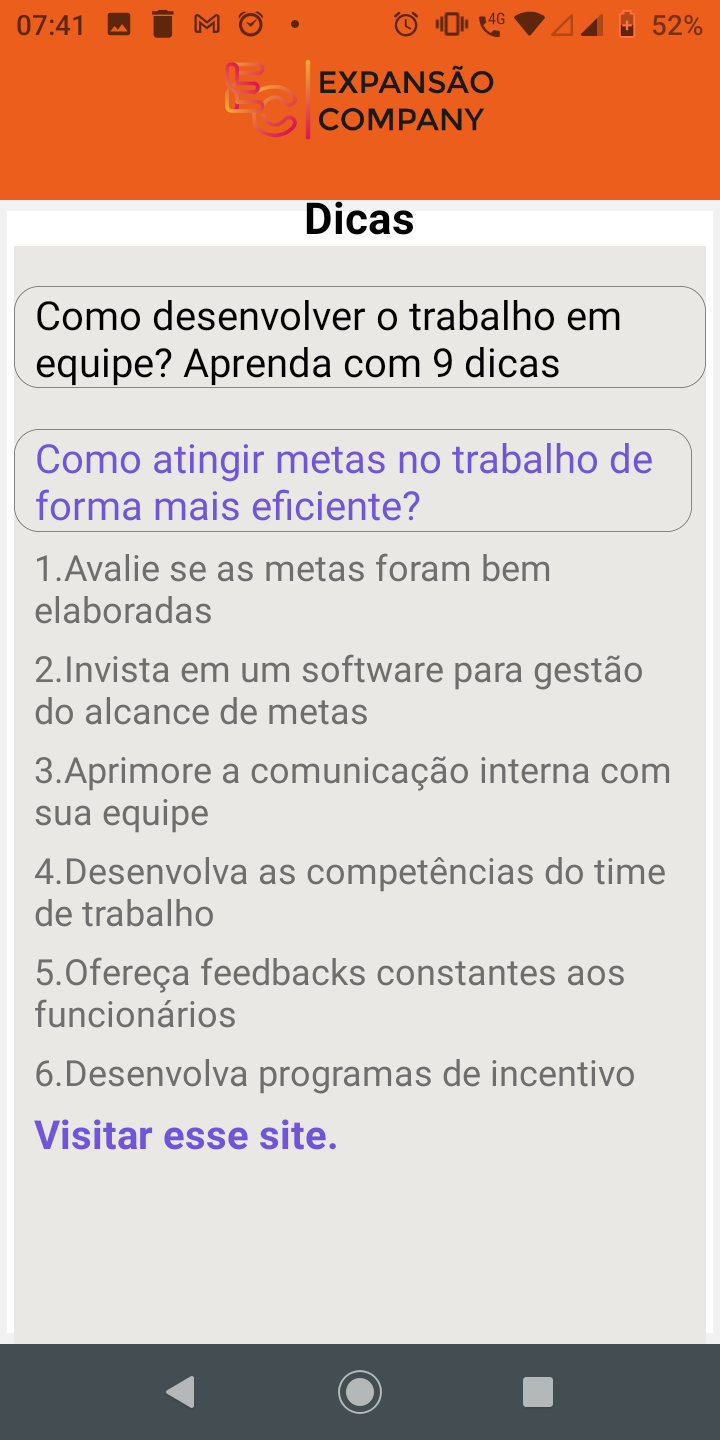 07:41
4G
52%
EC
EXPANSÃO
COMPANY
Dicas
Como desenvolver o trabalho em
equipe? Aprenda com 9 dicas
Como atingir metas no trabalho de
forma mais eficiente?
1.Avalie se as metas foram bem
elaboradas
2.Invista em um software para gestão
do alcance de metas
3.Aprimore a comunicação interna com
sua equipe
4.Desenvolva as competências do time
de trabalho
5.Ofereça feedbacks constantes aos
funcionários
6.Desenvolva programas de incentivo
Visitar esse site.